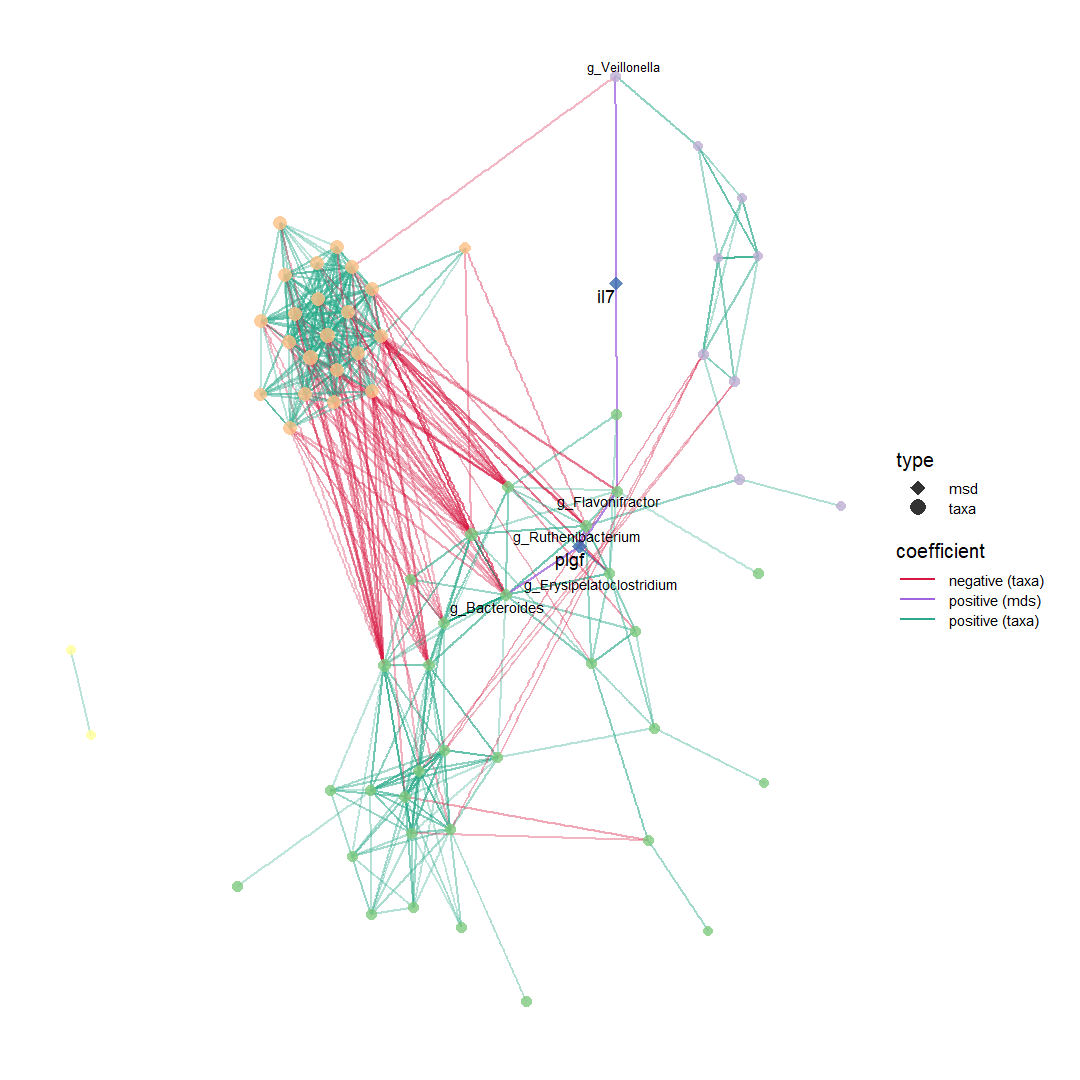 g_Veillonella
il7
g_Flavonifractor
g_Ruthenibacterium
plgf
g_Erysipelatoclostridium
g_Bacteroides
type
msd
taxa
coefficient
negative (taxa)
positive (mds)
positive (taxa)